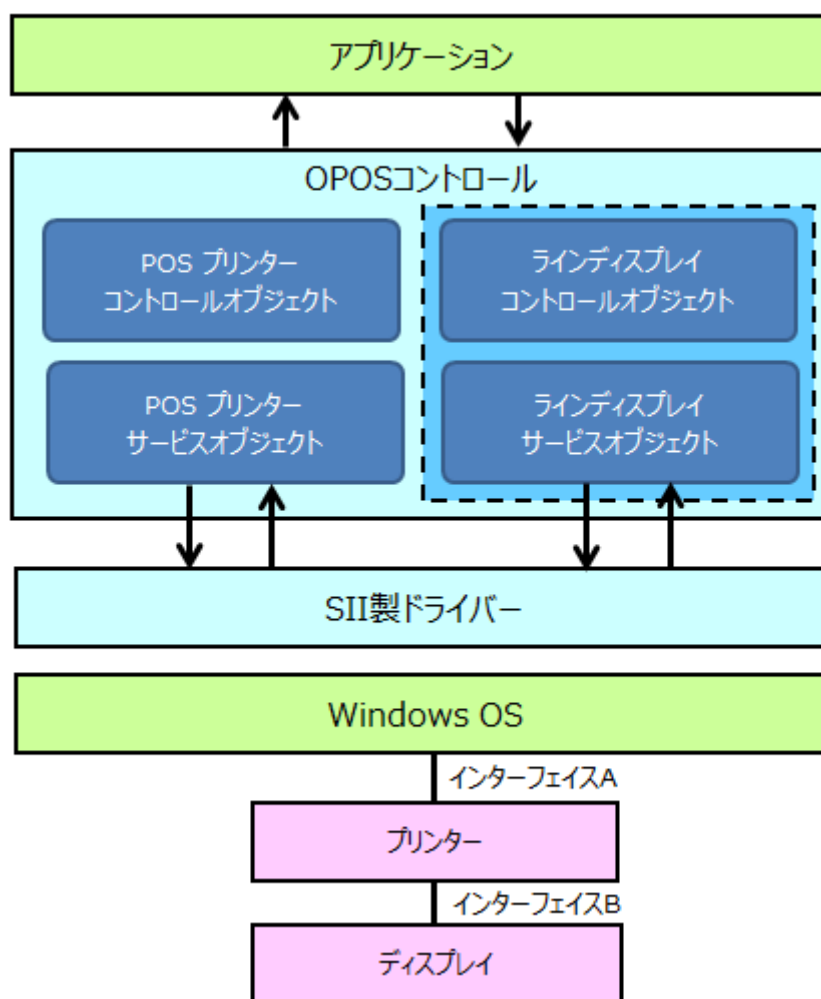 アプリケーション
OPOSコントロール
POS プリンター
コントロールオブジェクト
ラインディスプレイ
コントロールオブジェクト
POS プリンター
サービスオブジェクト
ラインディスプレイ
サービスオブジェクト
SII製ドライバー
Windows OS
インターフェイスA
プリンター
インターフェイスB
ディスプレイ